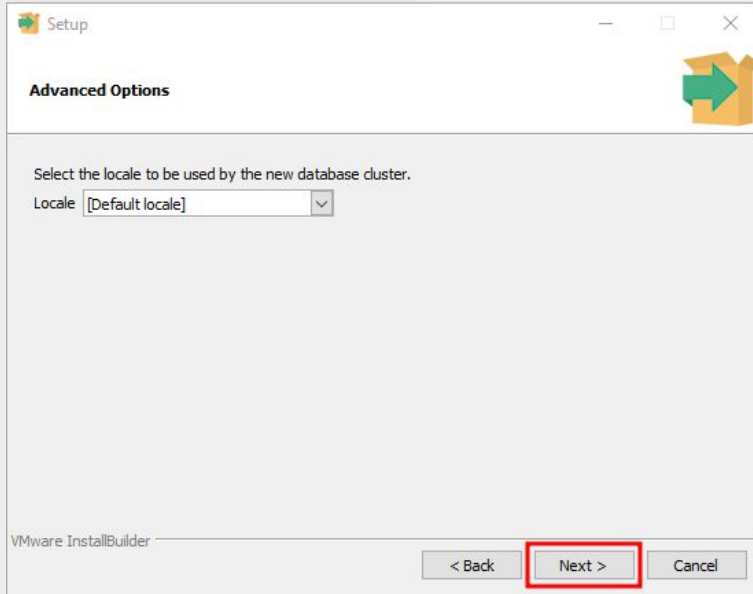 Setup
Advanced Options
Select the locale to be used by the new database cluster.
Locale [Default locale]
VMware InstallBuilder
< Back Next > Cancel